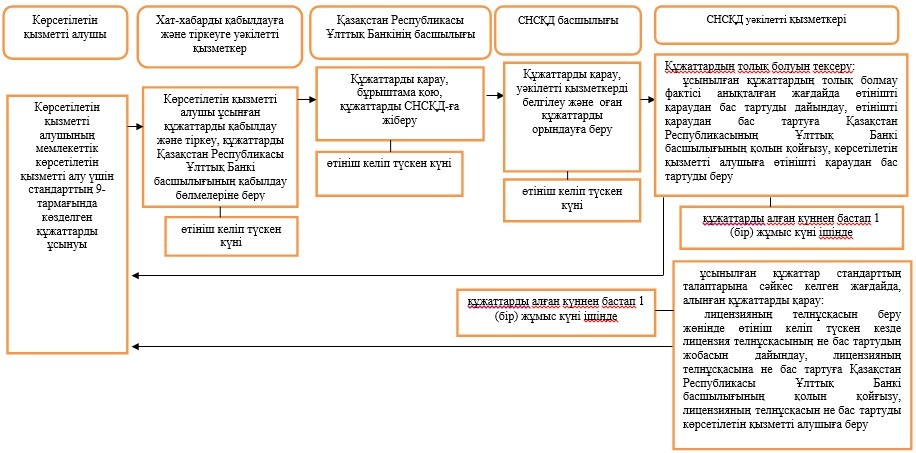 Көрсетілетін
қызметті алушы
Хат-хабарды қабылдауға
және тіркеуге уәкілетті
қызметкер
Қазақстан Республикасы
Ұлттық Банкінің басшылығы
СНСҚД басшылығы
СНСҚД уәкілетті қызметкері
Көрсетілетін
қызметті
алушының
мемлекеттік
көрсетілетін
қызметті алу үшін
стандарттың 9-
тармағында
көзделген
құжаттарды
ұсынуы
Көрсетілетін қызметті
алушы ұсынған
құжаттарды қабылдау
және тіркеу, құжаттарды
Қазақстан Республикасы
Ұлттық Банкі
басшылығының қабылдау
бөлмелеріне беру
өтініш келіп түскен
күні
Құжаттарды қарау,
бұрыштама қою,
құжаттарды СНСҚД-ға
жіберу
өтініш келіп түскен күні
Құжаттарды қарау,
уәкілетті қызметкерді
белгілеу және оған
құжаттарды
орындауға беру
өтініш келіп түскен
күні
Құжаттардың толық болуын тексеру:
ұсынылған құжаттардың толық болмау
фактісі анықталған жағдайда өтінішті
қараудан бас тартуды дайындау, өтінішті
қараудан бас тартуға Қазақстан
Республикасының Ұлттық Банкі
басшылығының қолын қойғызу, көрсетілетін
қызметті алушыға өтінішті қараудан бас
тартуды беру
құжаттарды алған күннен бастап 1
(бір) жұмыс күні ішінде
ұсынылған құжаттар стандарттың
талаптарына сәйкес келген жағдайда,
алынған құжаттарды қарау:
лицензияның телнұсқасын беру
жөнінде өтініш келіп түскен кезде
лицензия телнұсқасының не бас тартудың
жобасын дайындау, лицензияның
телнұсқасына не бас тартуға Қазақстан
Республикасы Ұлттық Банкі
басшылығының қолын қойғызу,
лицензияның телнұсқасын не бас тартуды
көрсетілетін қызметті алушыға беру
құжаттарды алған күннен бастап 1
(бір) жұмыс күні ішінде